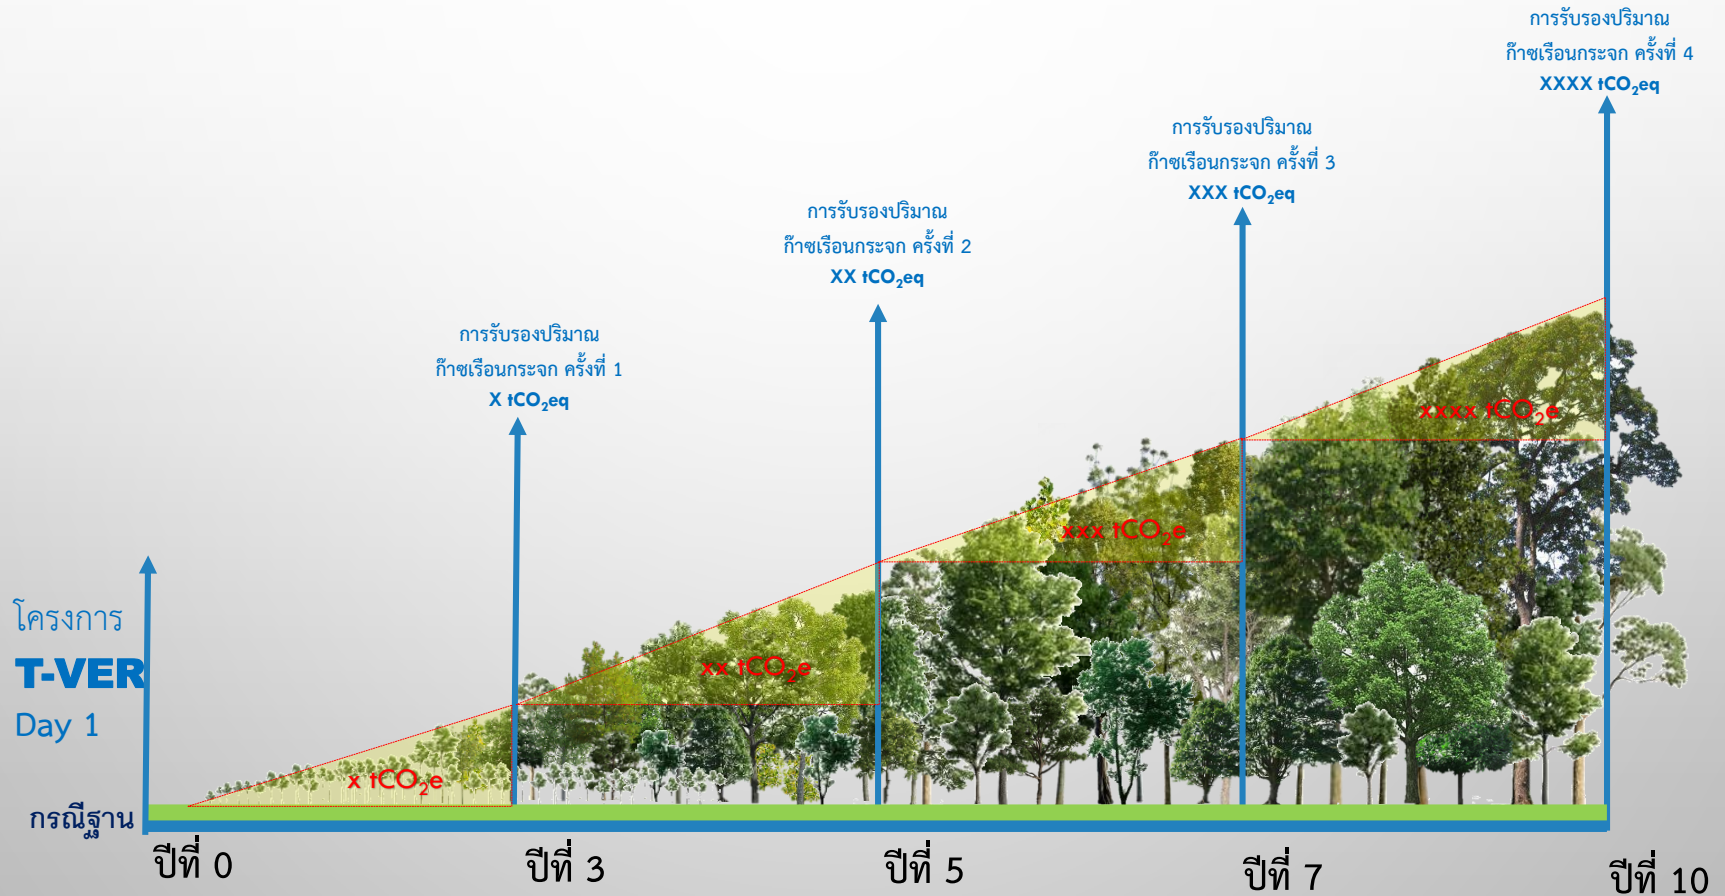 การรับรองปริมาณ
ก๊าซเรือนกระจก ครั้งที่ 4
XXXX tCO₂eq
การรับรองปริมาณ
ก๊าซเรือนกระจก ครั้งที่ 3
XXX tCO₂eq
การรับรองปริมาณ
ก๊าซเรือนกระจก ครั้งที่ 2
XX tCO₂eq
การรับรองปริมาณ
ก๊าซเรือนกระจก ครั้งที่ 1
X tCO₂eq
xxxx tCO₂e
xxx tCO₂e
xx tCO₂e
x tCO₂e
โครงการ
T-VER
Day 1
กรณีฐาน
ปีที่ 0
ปีที่ 3
ปีที่ 5
ปีที่ 7
ปีที่ 10